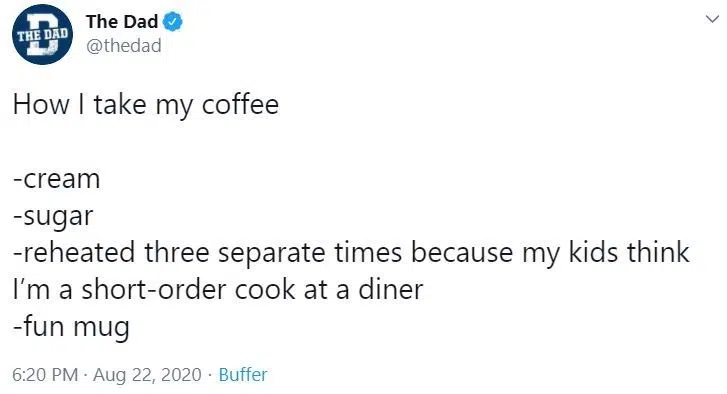 THE DAD
The Dad
@thedad
How I take my coffee
-cream
-sugar
-reheated three separate times because my kids think
I'm a short-order cook at a diner
-fun mug
6:20 PM · Aug 22, 2020 · Buffer